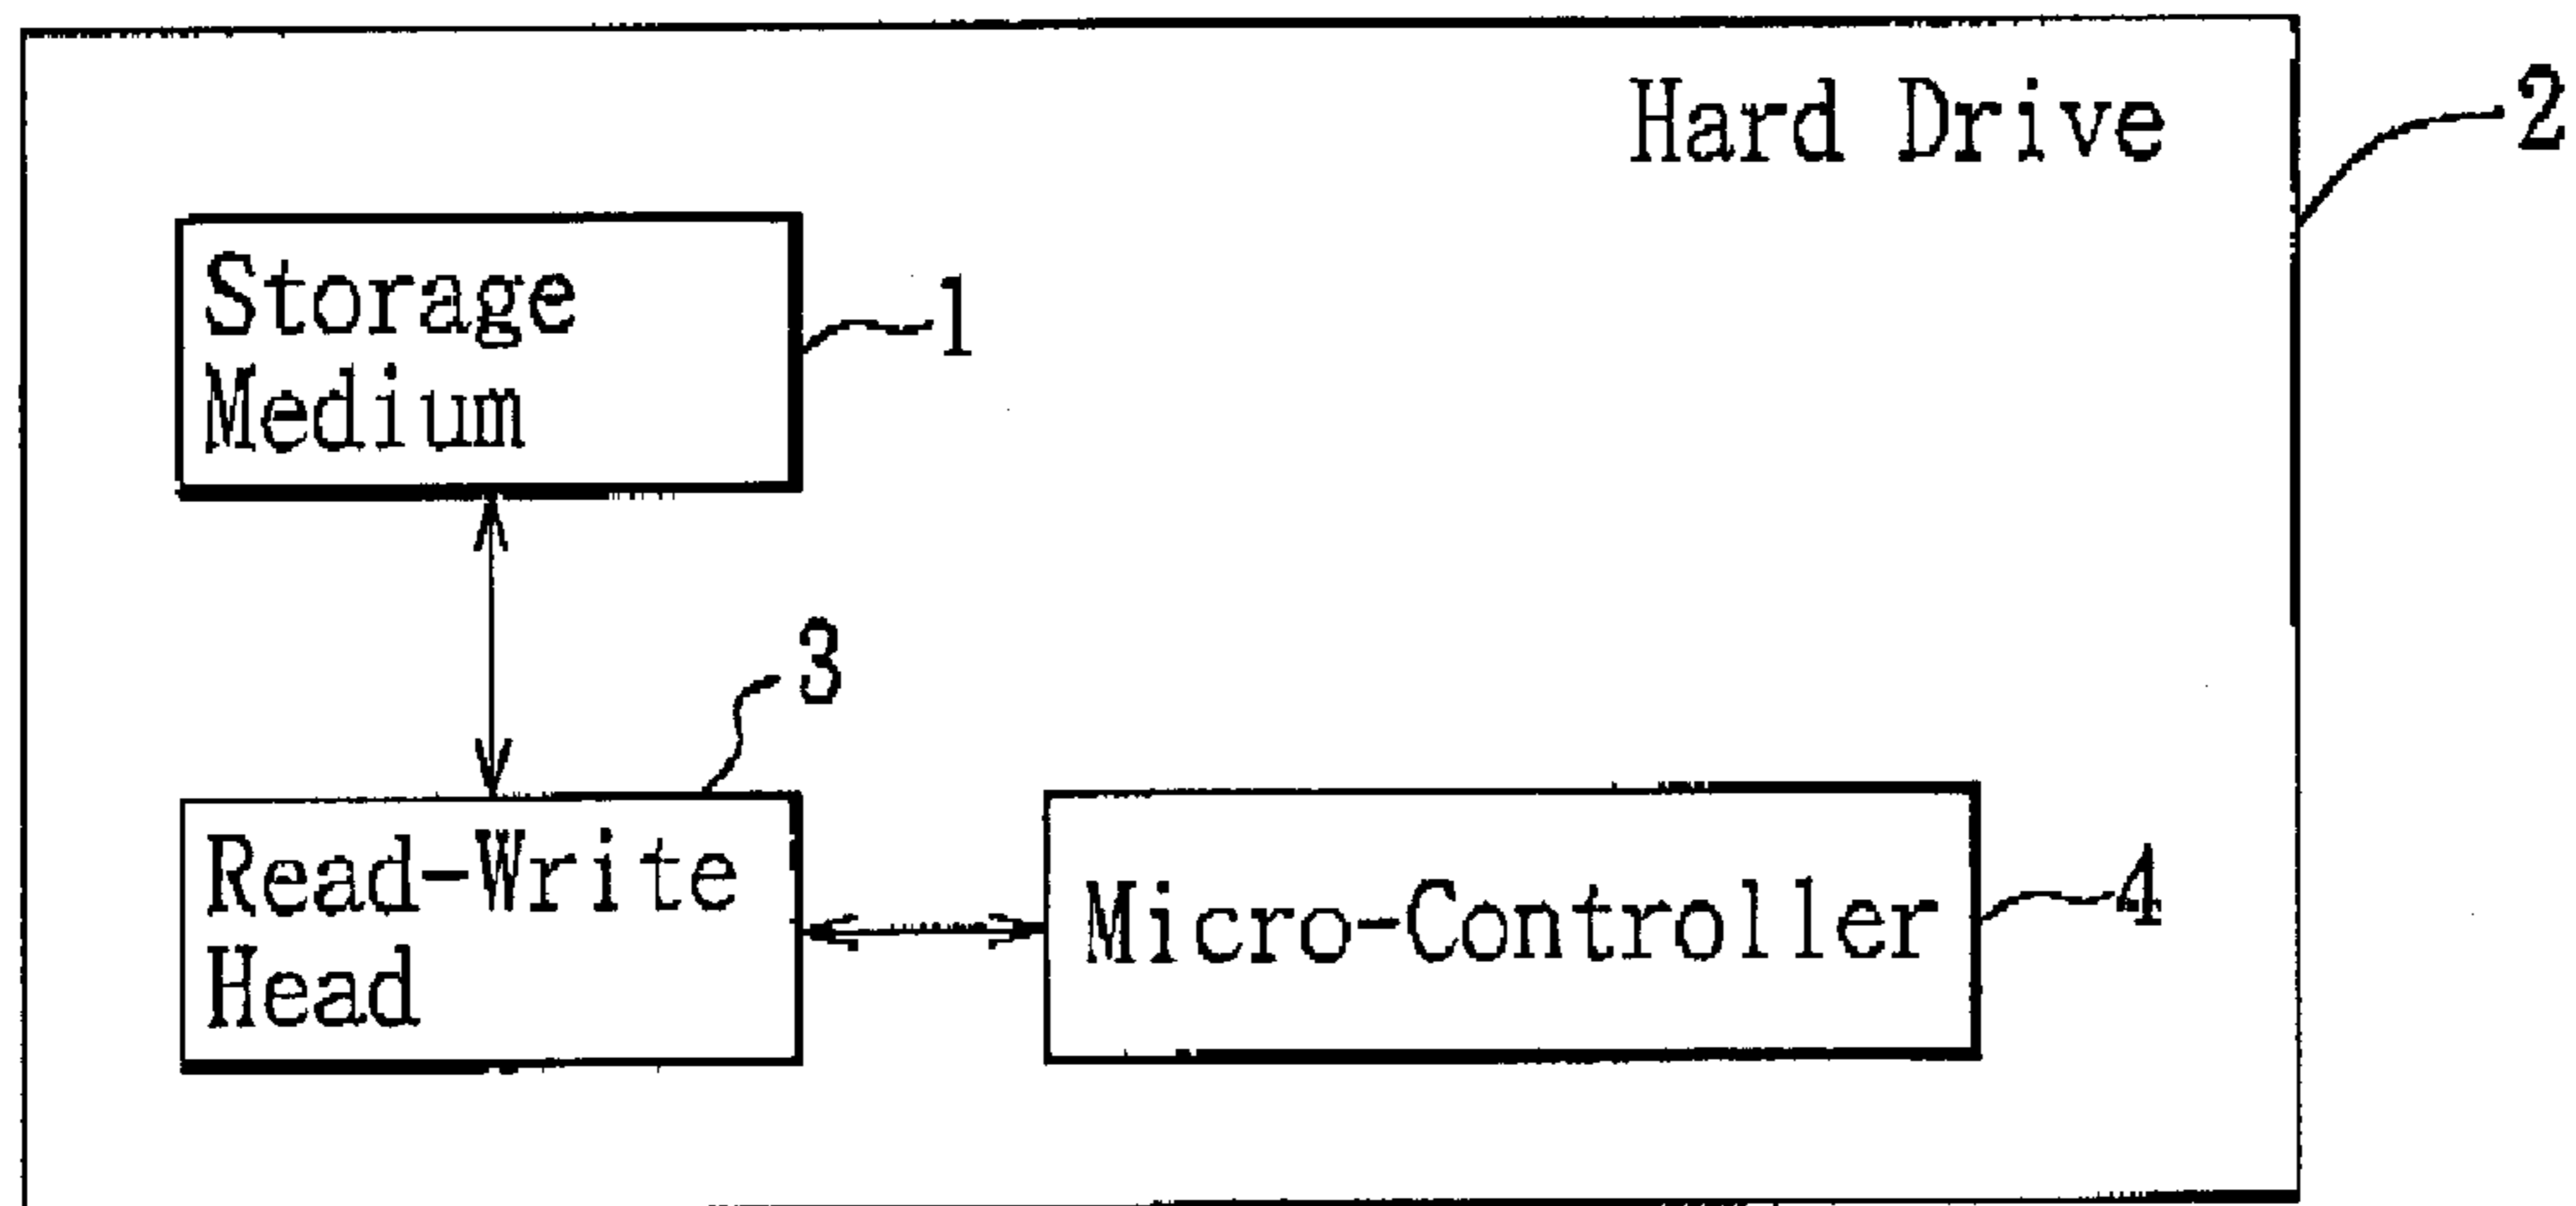 Hard Drive
2
Storage
Medium
1
3
Read-Write
Head
Micro-Controller
4